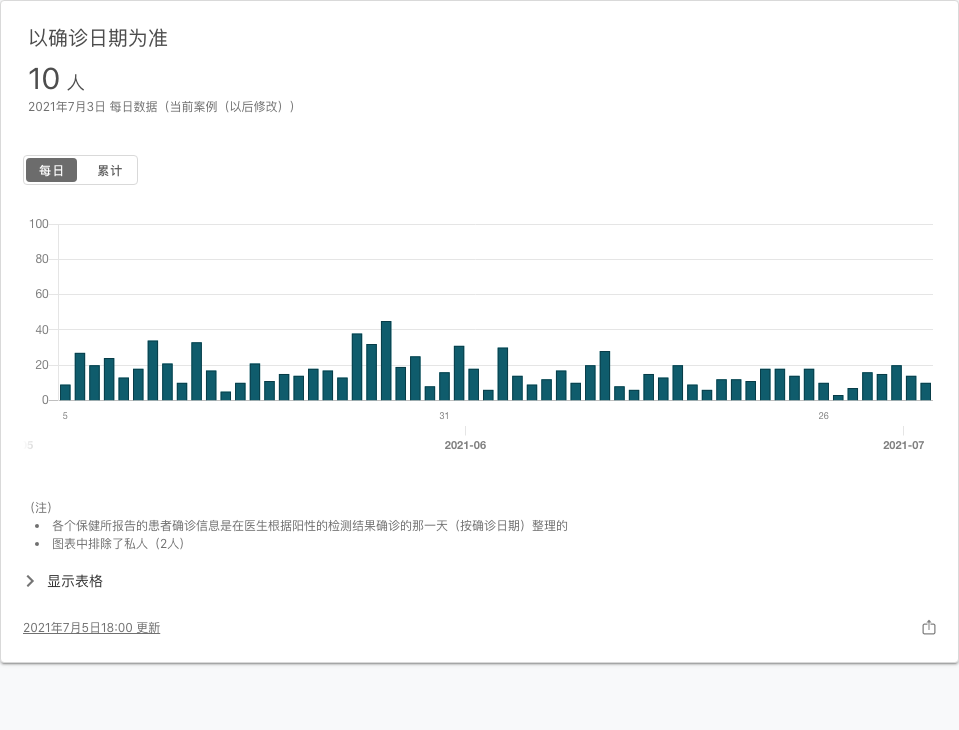 以确诊日期为准
10 人
2021年7月3日 每日数据（当前案例（以后修改））
每日 累计
100
80
60
40
20
0
5 31 26
2021-06 2021-07
（注）
• 各个保健所报告的患者确诊信息是在医生根据阳性的检测结果确诊的那一天（按确诊日期）整理的
• 图表中排除了私人（2人）
显示表格
2021年7月5日18:00 更新